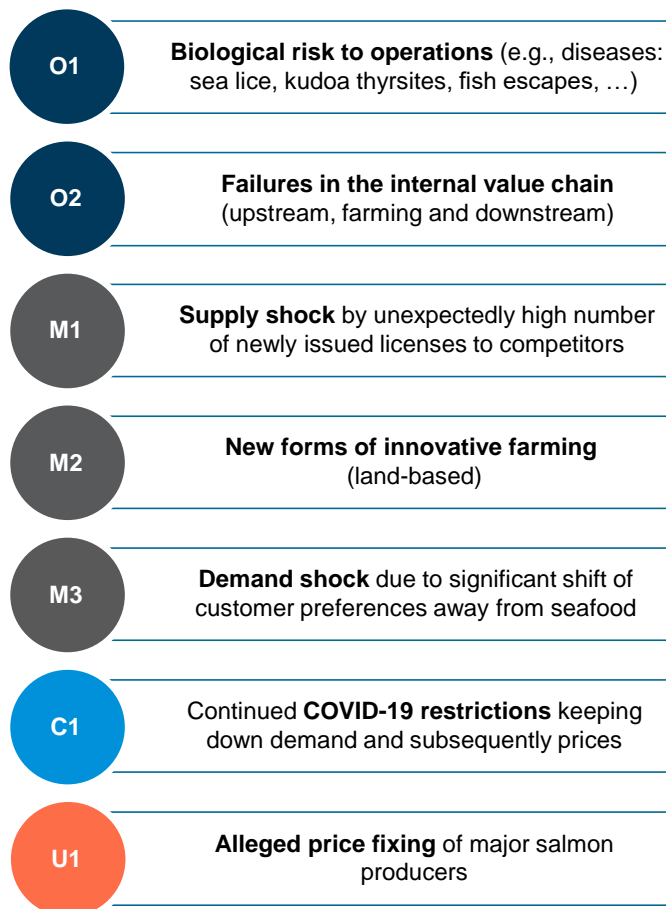 O1
Biological risk to operations (e.g., diseases:
sea lice, kudoa thyrsites, fish escapes, …)
O2
Failures in the internal value chain
(upstream, farming and downstream)
M1
Supply shock by unexpectedly high number
of newly issued licenses to competitors
M2
New forms of innovative farming
(land-based)
M3
Demand shock due to significant shift of
customer preferences away from seafood
C1
Continued COVID-19 restrictions keeping
down demand and subsequently prices
U1
Alleged price fixing of major salmon
producers